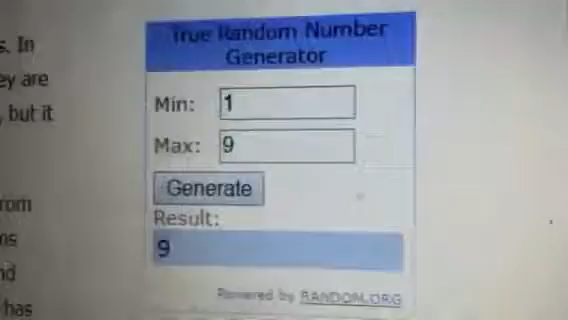 s. In
ey are
, but it
rom
ns
nd
has
True Random Number
Generator
Min: 1
Max: 9
Generate
Result:
9
Powered by RANDOM.ORG